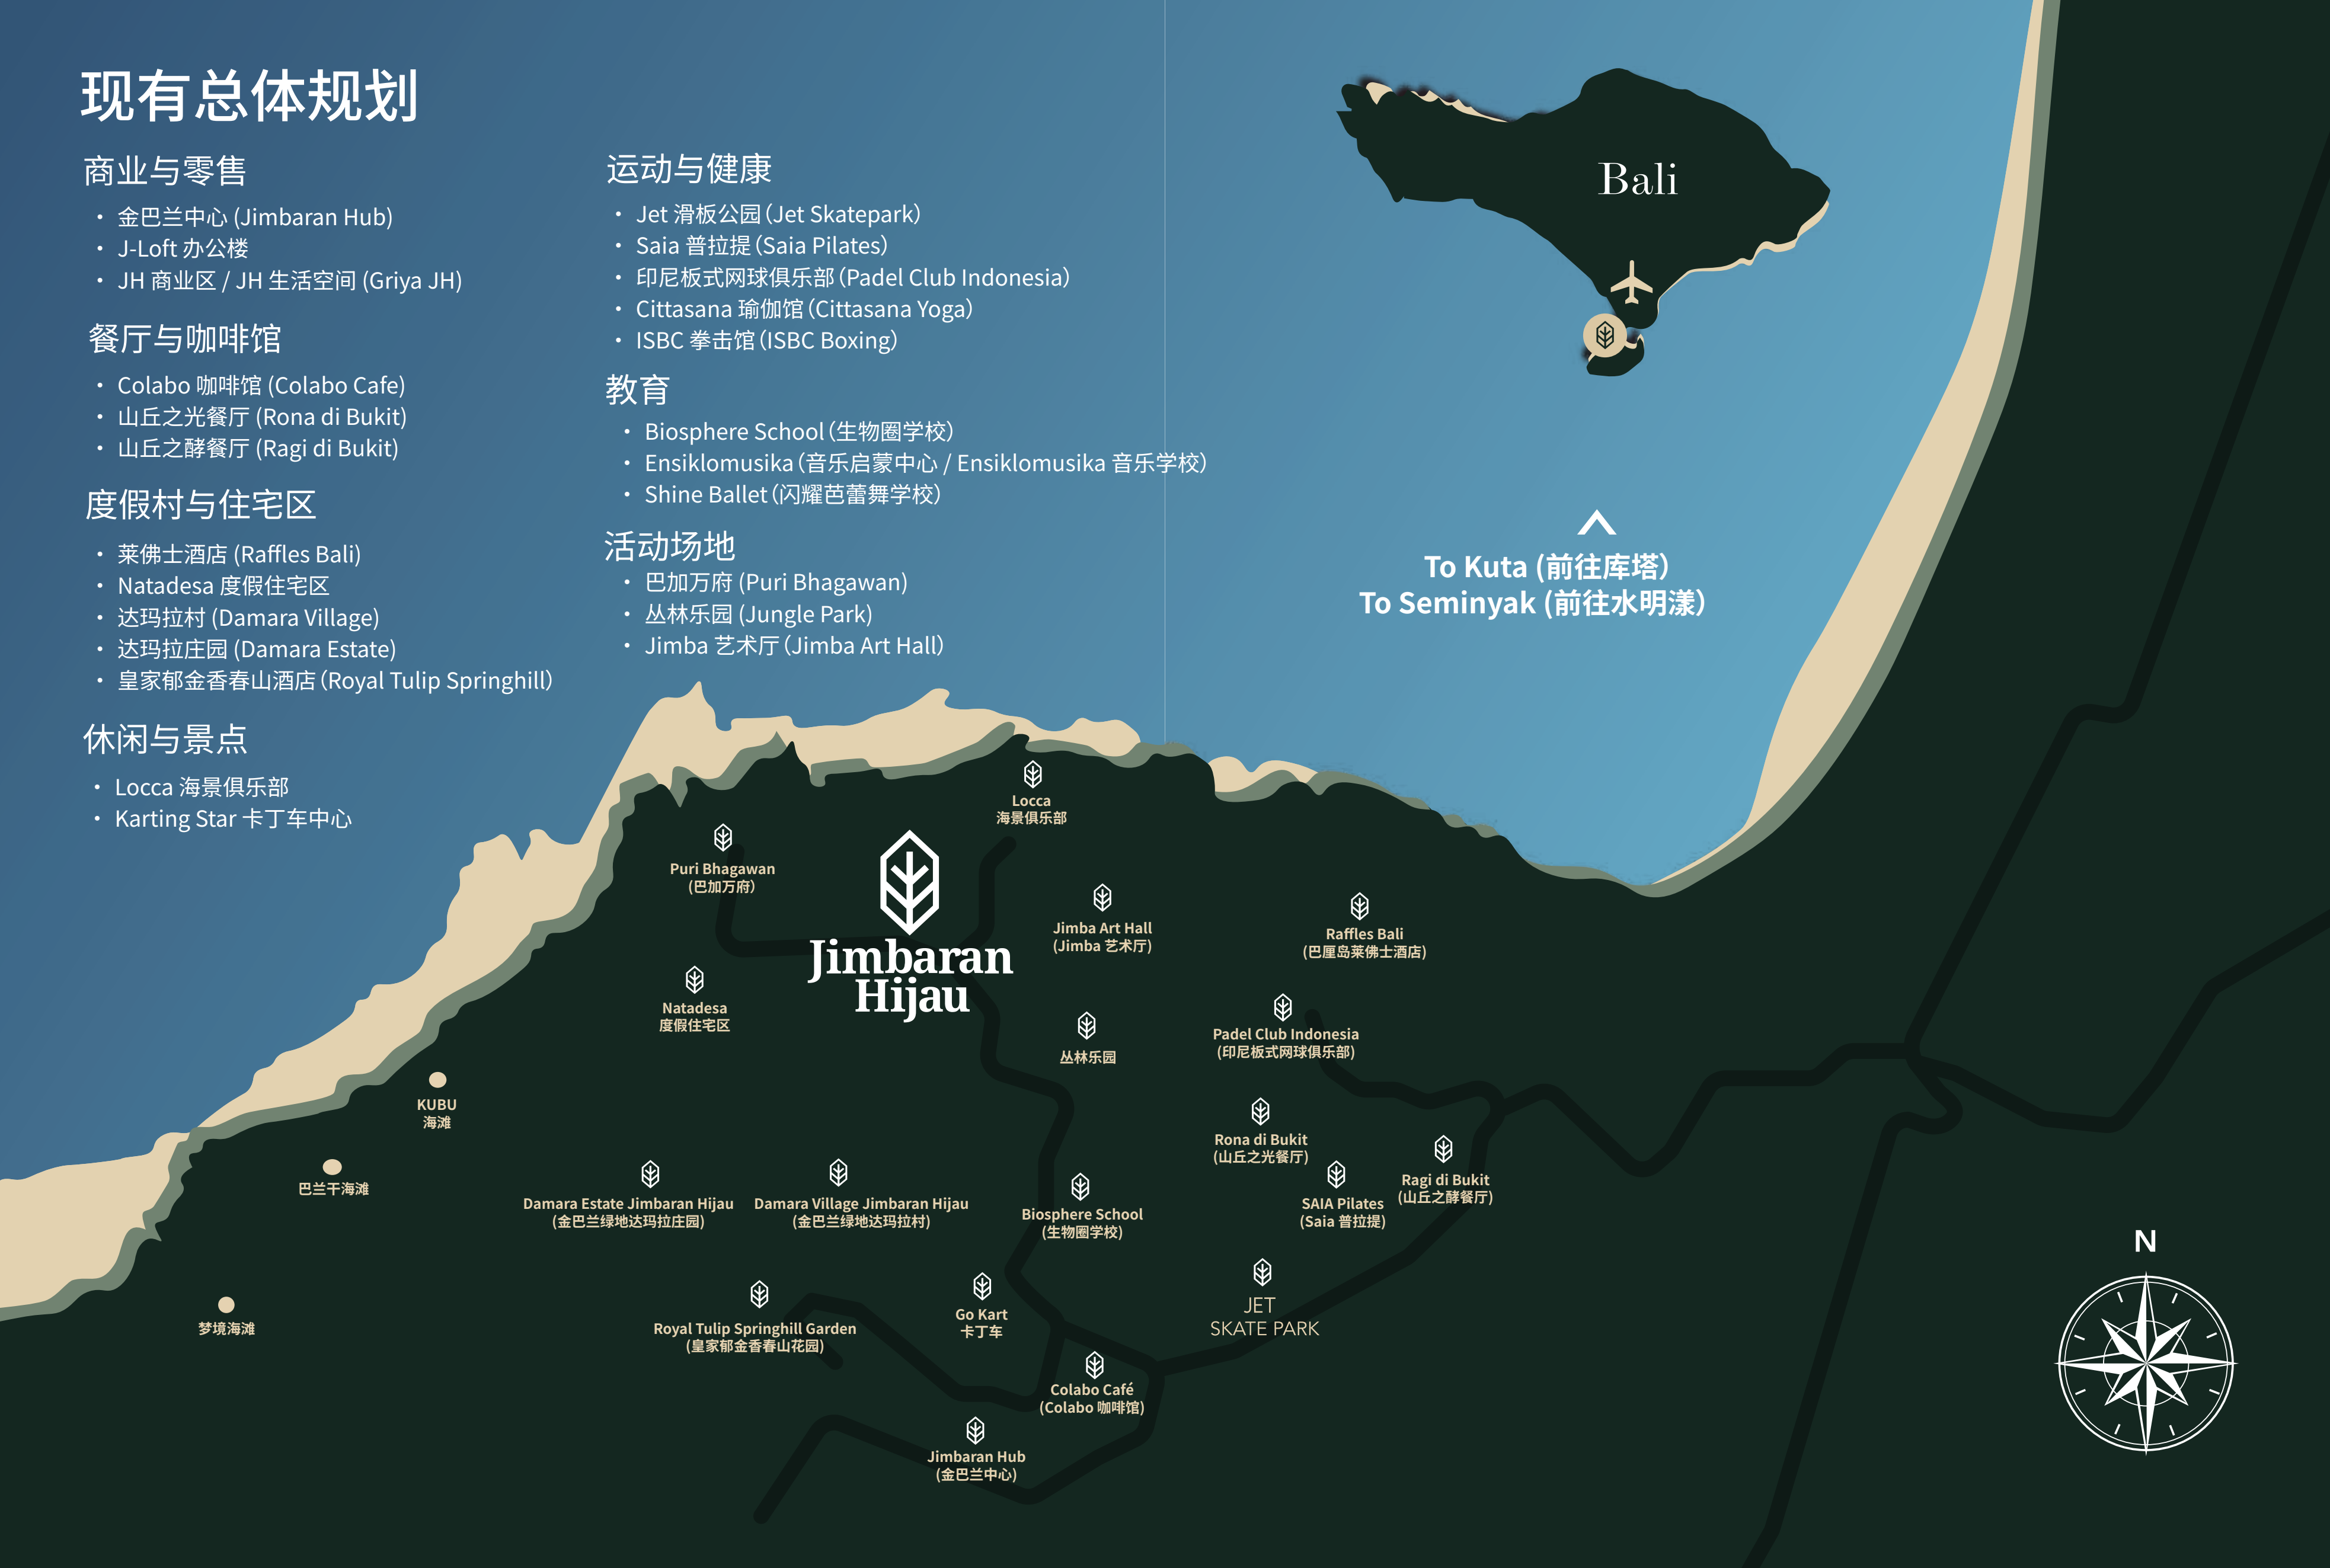 现有总体规划
商业与零售
• 金巴兰中心 (Jimbaran Hub)
• J-Loft 办公楼
• JH 商业区 / JH 生活空间 (Griya JH)
餐厅与咖啡馆
• Colabo 咖啡馆 (Colabo Cafe)
• 山丘之光餐厅 (Rona di Bukit)
• 山丘之酵餐厅 (Ragi di Bukit)
度假村与住宅区
• 莱佛士酒店 (Raffles Bali)
• Natadesa 度假住宅区
• 达玛拉村 (Damara Village)
• 达玛拉庄园 (Damara Estate)
• 皇家郁金香春山酒店（Royal Tulip Springhill）
休闲与景点
• Locca 海景俱乐部
• Karting Star 卡丁车中心
运动与健康
• Jet 滑板公园（Jet Skatepark）
• Saia 普拉提（Saia Pilates）
• 印尼板式网球俱乐部（Padel Club Indonesia）
• Cittasana 瑜伽馆（Cittasana Yoga）
• ISBC 拳击馆（ISBC Boxing）
教育
• Biosphere School（生物圈学校）
• Ensiklomusika（音乐启蒙中心 / Ensiklomusika 音乐学校）
• Shine Ballet（闪耀芭蕾舞学校）
活动场地
• 巴加万府 (Puri Bhagawan)
• 丛林乐园 (Jungle Park)
• Jimba 艺术厅（Jimba Art Hall）
Bali
To Kuta (前往库塔）
To Seminyak (前往水明漾）
Locca
海景俱乐部
Puri Bhagawan
(巴加万府）
Jimbaran
Hijau
Jimba Art Hall
(Jimba 艺术厅)
Raffles Bali
(巴厘岛莱佛士酒店)
Natadesa
度假住宅区
丛林乐园
Padel Club Indonesia
(印尼板式网球俱乐部)
KUBU
海滩
巴兰干海滩
Rona di Bukit
(山丘之光餐厅)
Ragi di Bukit
(山丘之酵餐厅)
SAIA Pilates
(Saia 普拉提)
Damara Estate Jimbaran Hijau
(金巴兰绿地达玛拉庄园)
Damara Village Jimbaran Hijau
(金巴兰绿地达玛拉村)
Biosphere School
(生物圈学校)
梦境海滩
Royal Tulip Springhill Garden
(皇家郁金香春山花园)
Go Kart
卡丁车
JET
SKATE PARK
Colabo Café
(Colabo 咖啡馆)
Jimbaran Hub
(金巴兰中心)
N